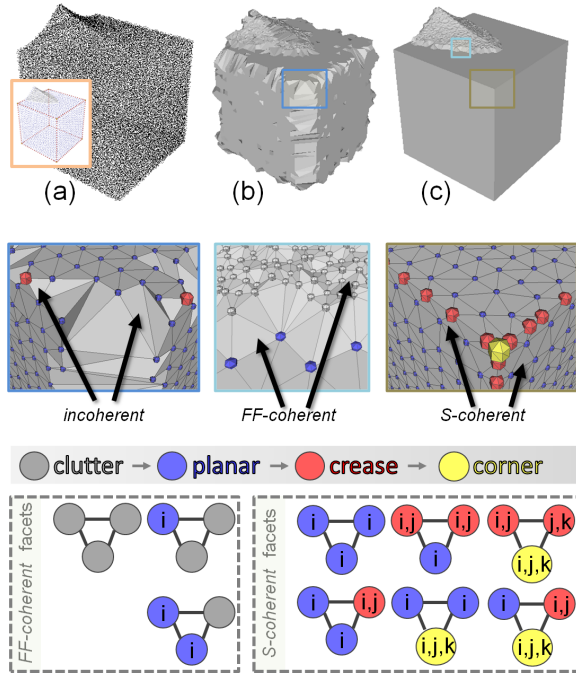 (a)
(b)
(c)
incoherent
FF-coherent
S-coherent
clutter → planar → crease → corner
FF-coherent facets
i
i
i
S-coherent facets
i i i,j i,j i,j j,k
i i i,j,k
i i,j i i i i,j
i i,j,k i,j,k